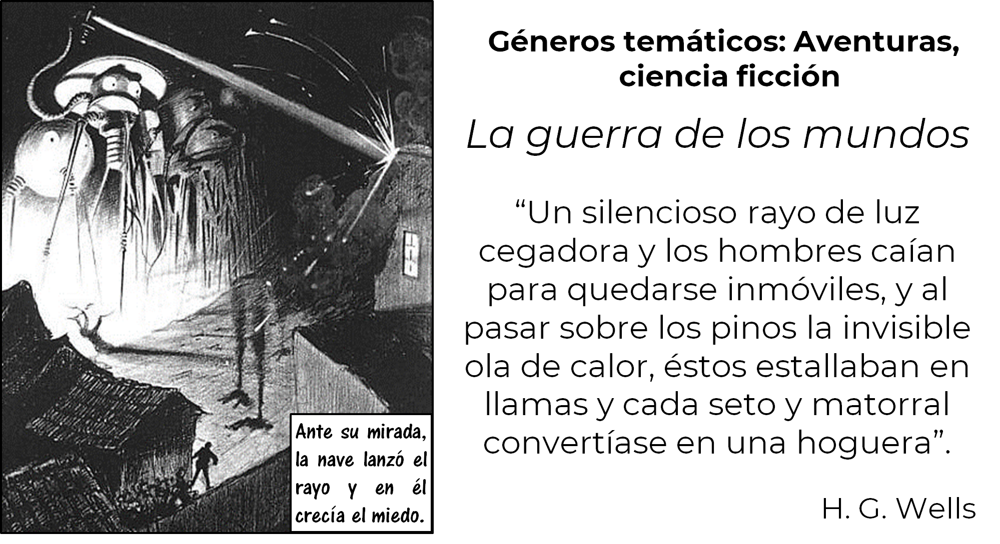 Géneros temáticos: Aventuras,
ciencia ficción
La guerra de los mundos
“Un silencioso rayo de luz
cegadora y los hombres caían
para quedarse inmóviles, y al
pasar sobre los pinos la invisible
ola de calor, éstos estallaban en
llamas y cada seto y matorral
convertíase en una hoguera”.
H. G. Wells
Ante su mirada,
la nave lanzó el
rayo y en él
crecía el miedo.